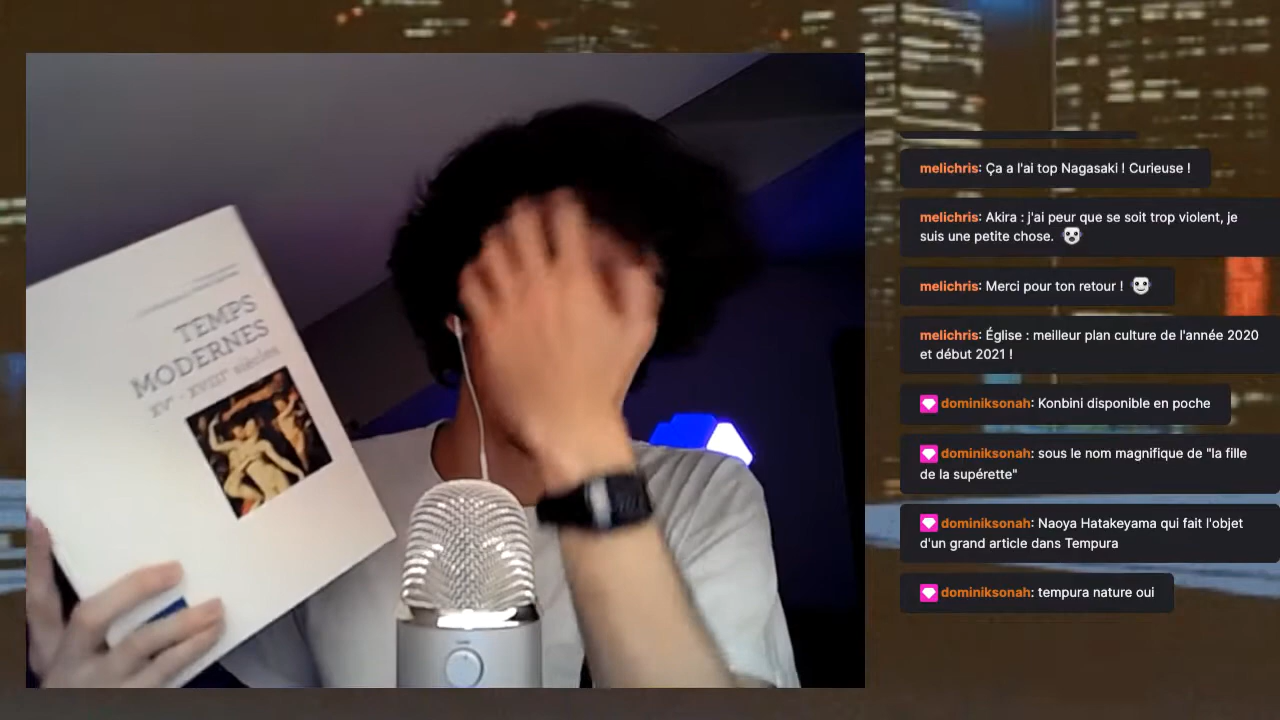 TEMPS
MODERNES
XVe - XVIIIe siècles
melichris: Ça a l'ai top Nagasaki ! Curieuse !
melichris: Akira : j'ai peur que se soit trop violent, je
suis une petite chose.
melichris: Merci pour ton retour !
melichris: Église : meilleur plan culture de l'année 2020
et début 2021 !
dominiksonah: Konbini disponible en poche
dominiksonah: sous le nom magnifique de "la fille
de la supérette"
dominiksonah: Naoya Hatakeyama qui fait l'objet
d'un grand article dans Tempura
dominiksonah: tempura nature oui